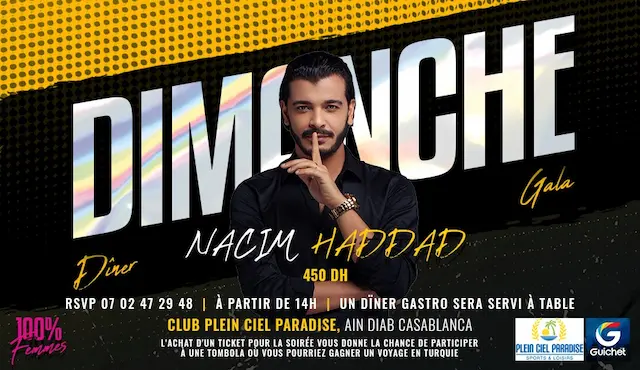 DIMANCHE
Gala
Dîner
NACIM HADDAD
450 DH
RSVP 07 02 47 29 48 | À PARTIR DE 14H | UN DÎNER GASTRO SERA SERVI À TABLE
CLUB PLEIN CIEL PARADISE, AIN DIAB CASABLANCA
L'ACHAT D'UN TICKET POUR LA SOIRÉE VOUS DONNE LA CHANCE DE PARTICIPER
À UNE TOMBOLA OÙ VOUS POURRIEZ GAGNER UN VOYAGE EN TURQUIE
100%
Femmes
PLEIN CIEL PARADISE
SPORTS & LOISIRS
G
Guichet